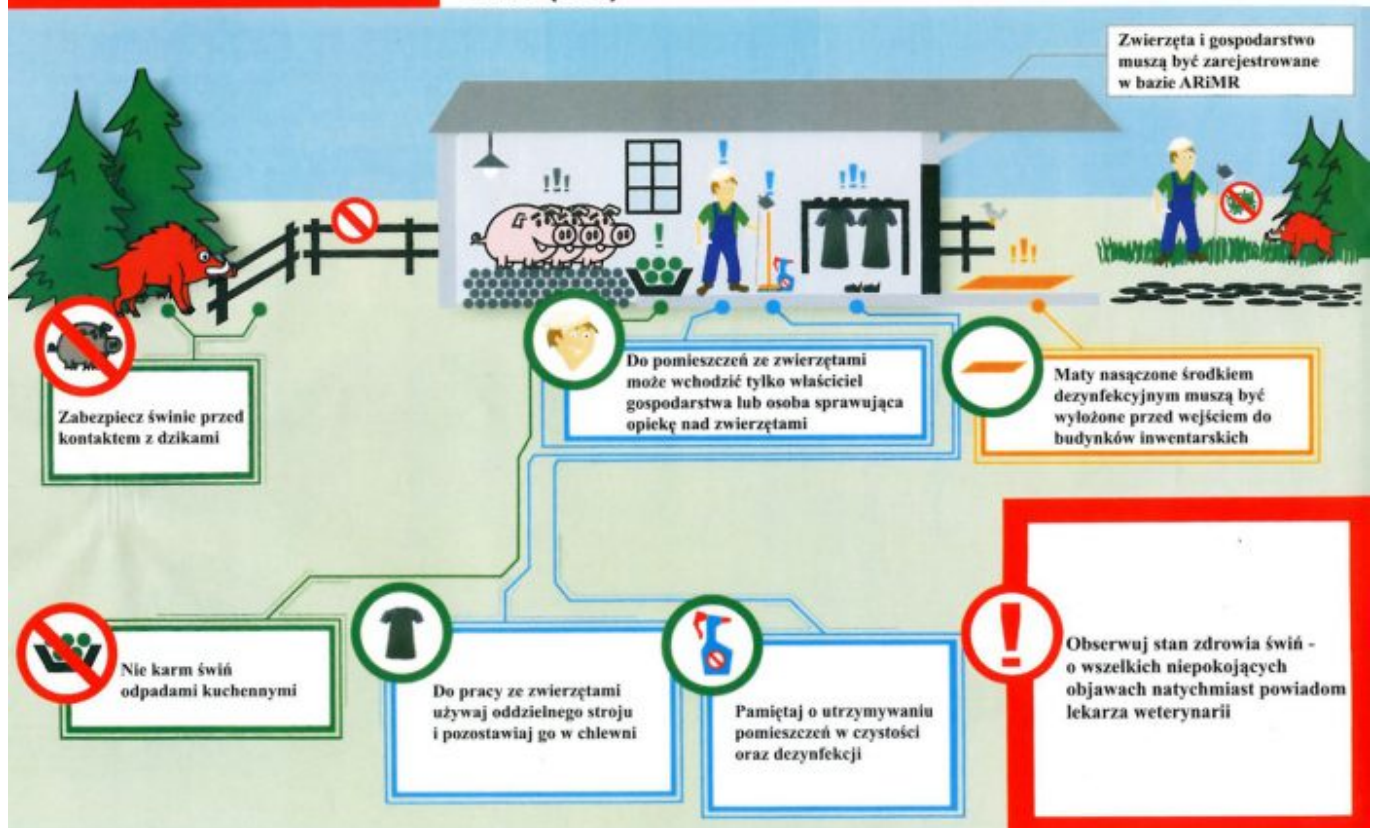 Zwierzęta i gospodarstwo
muszą być zarejestrowane
w bazie ARiMR
Zabezpiecz świnie przed
kontaktem z dzikami
Do pomieszczeń ze zwierzętami
może wchodzić tylko właściciel
gospodarstwa lub osoba sprawująca
opiekę nad zwierzętami
Maty nasączone środkiem
dezynfekcyjnym muszą być
wyłożone przed wejściem do
budynków inwentarskich
Nie karm świń
odpadami kuchennymi
Do pracy ze zwierzętami
używaj oddzielnego stroju
i pozostawiaj go w chlewni
Pamiętaj o utrzymywaniu
pomieszczeń w czystości
oraz dezynfekcji
Obserwuj stan zdrowia świń -
o wszelkich niepokojących
objawach natychmiast powiadom
lekarza weterynarii